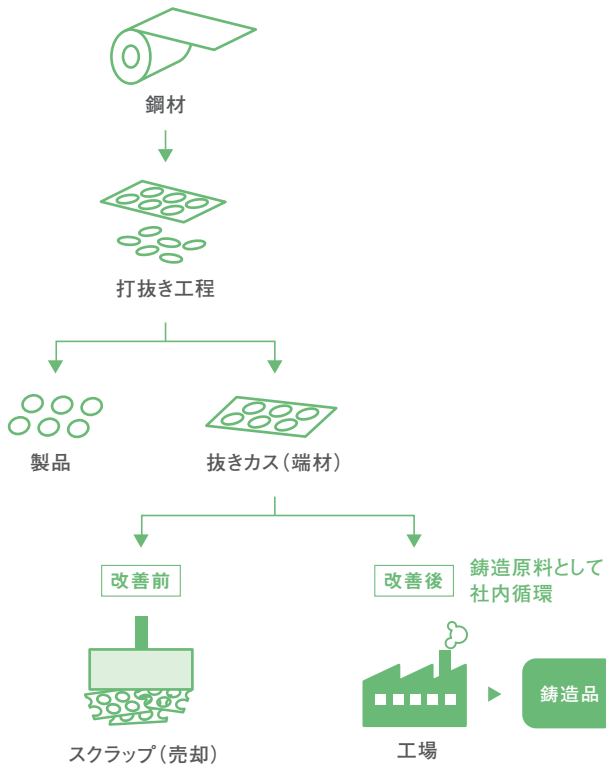 鋼材
打抜き工程
製品
抜きカス（端材）
改善前
改善後
鋳造原料として
社内循環
鋳造品
スクラップ（売却）
工場